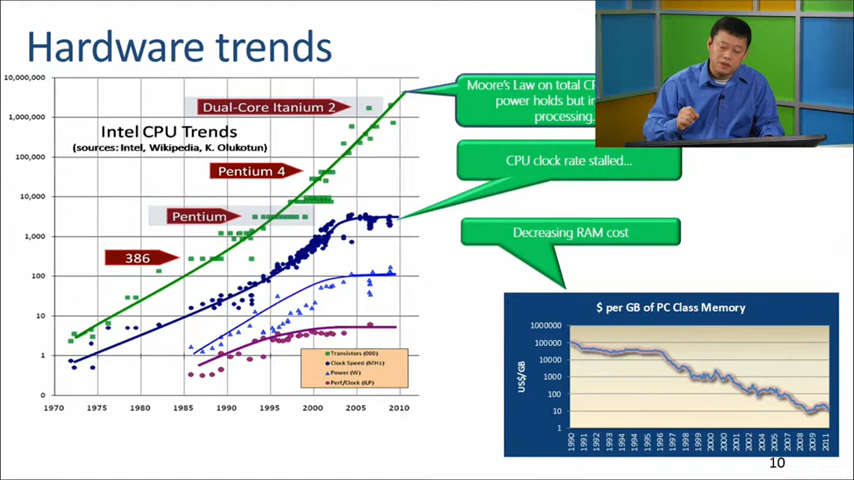 Hardware trends
10,000,000
1,000,000
100,000
10,000
1,000
100
10
1
0
1970 1975 1980 1985 1990 1995 2000 2005 2010
Intel CPU Trends
(sources: Intel, Wikipedia, K. Olukotun)
Dual-Core Itanium 2
Pentium 4
Pentium
386
Transistors (000)
Clock Speed (MHz)
Power (W)
Perf/Clock (ILP)
Moore's Law on total
power holds but in
processing.
CPU clock rate stalled...
Decreasing RAM cost
$ per GB of PC Class Memory
US$/GB
1000000
100000
10000
1000
100
10
1
1990 1991 1992 1993 1994 1995 1996 1997 1998 1999 2000 2000 2001 2002 2003 2004 2005 2007 2008 2009 2011
10